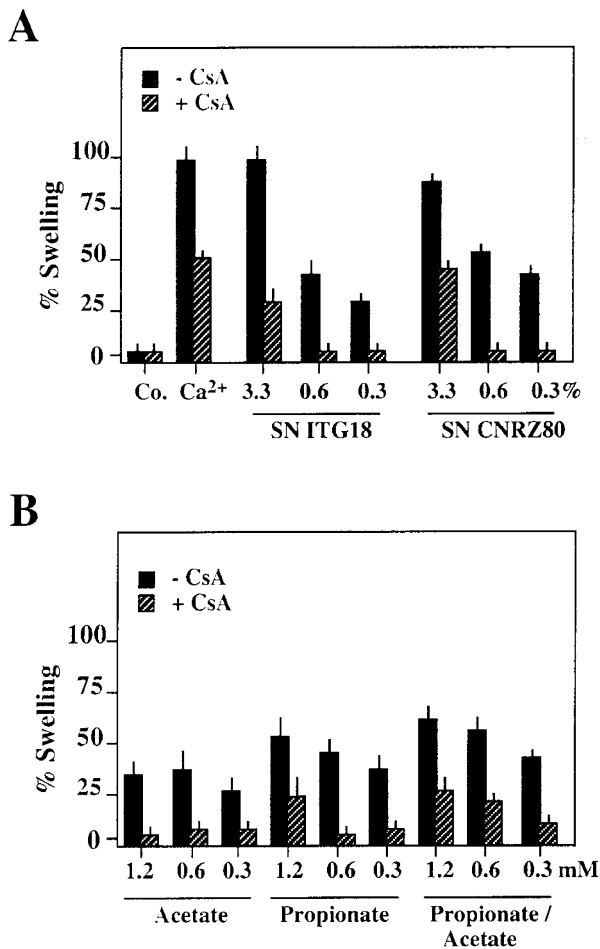 A
- CsA
+ CsA
% Swelling
100
75
50
25
0
Co. Ca²⁺ 3.3 0.6 0.3 3.3 0.6 0.3%
SN ITG18 SN CNRZ80
B
- CsA
+ CsA
% Swelling
100
75
50
25
0
1.2 0.6 0.3 1.2 0.6 0.3 1.2 0.6 0.3 mM
Acetate Propionate Propionate /
Acetate